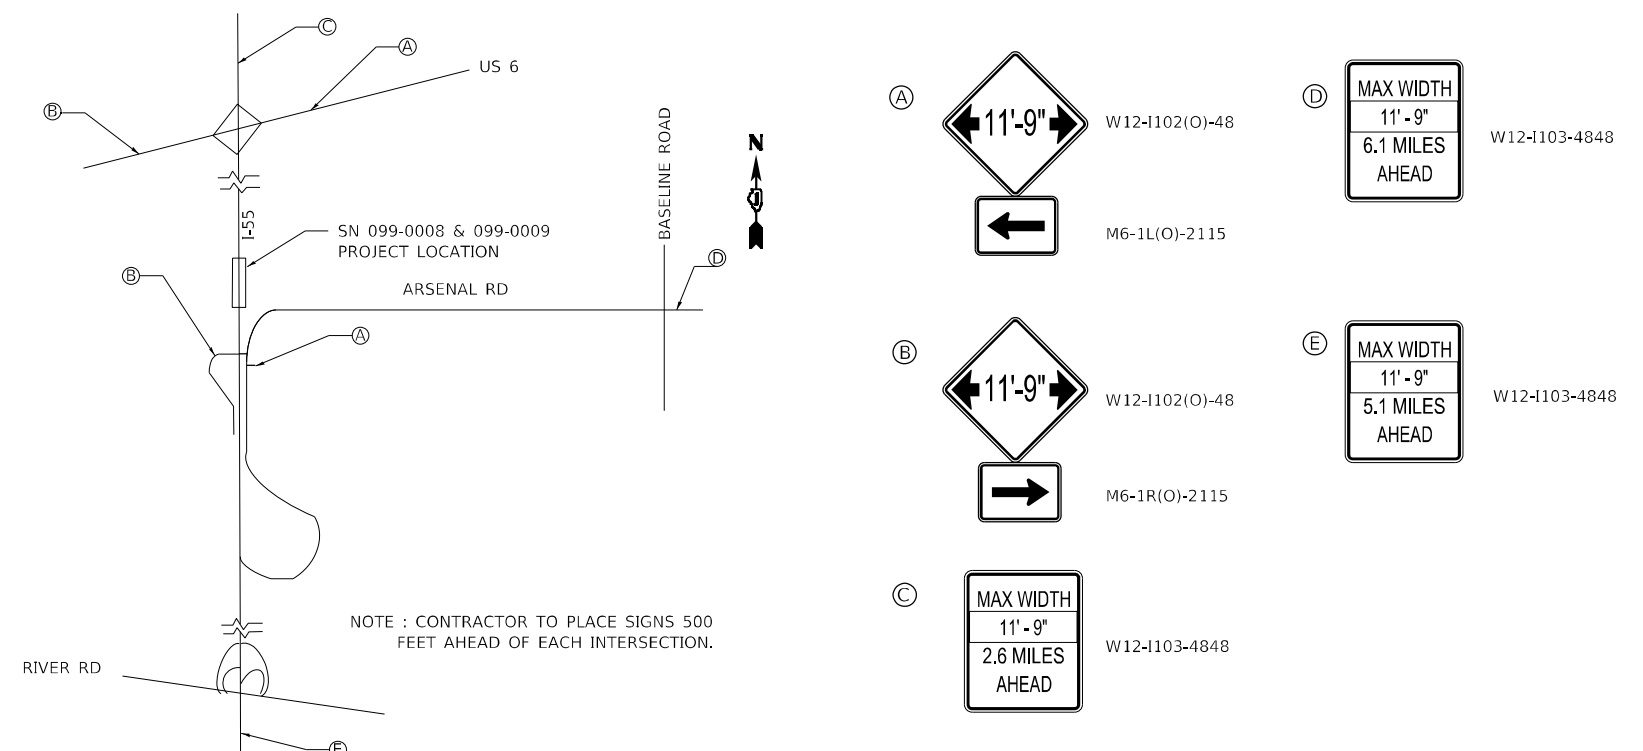 C
A
US 6
B
BASELINE ROAD
N
I-55
SN 099-0008 & 099-0009
PROJECT LOCATION
B
D
ARSENAL RD
A
NOTE : CONTRACTOR TO PLACE SIGNS 500
FEET AHEAD OF EACH INTERSECTION.
RIVER RD
E
A
11'-9"
W12-I102(O)-48
M6-1L(O)-2115
B
11'-9"
W12-I102(O)-48
M6-1R(O)-2115
C
MAX WIDTH
11' - 9"
2.6 MILES
AHEAD
W12-I103-4848
D
MAX WIDTH
11' - 9"
6.1 MILES
AHEAD
W12-I103-4848
E
MAX WIDTH
11' - 9"
5.1 MILES
AHEAD
W12-I103-4848